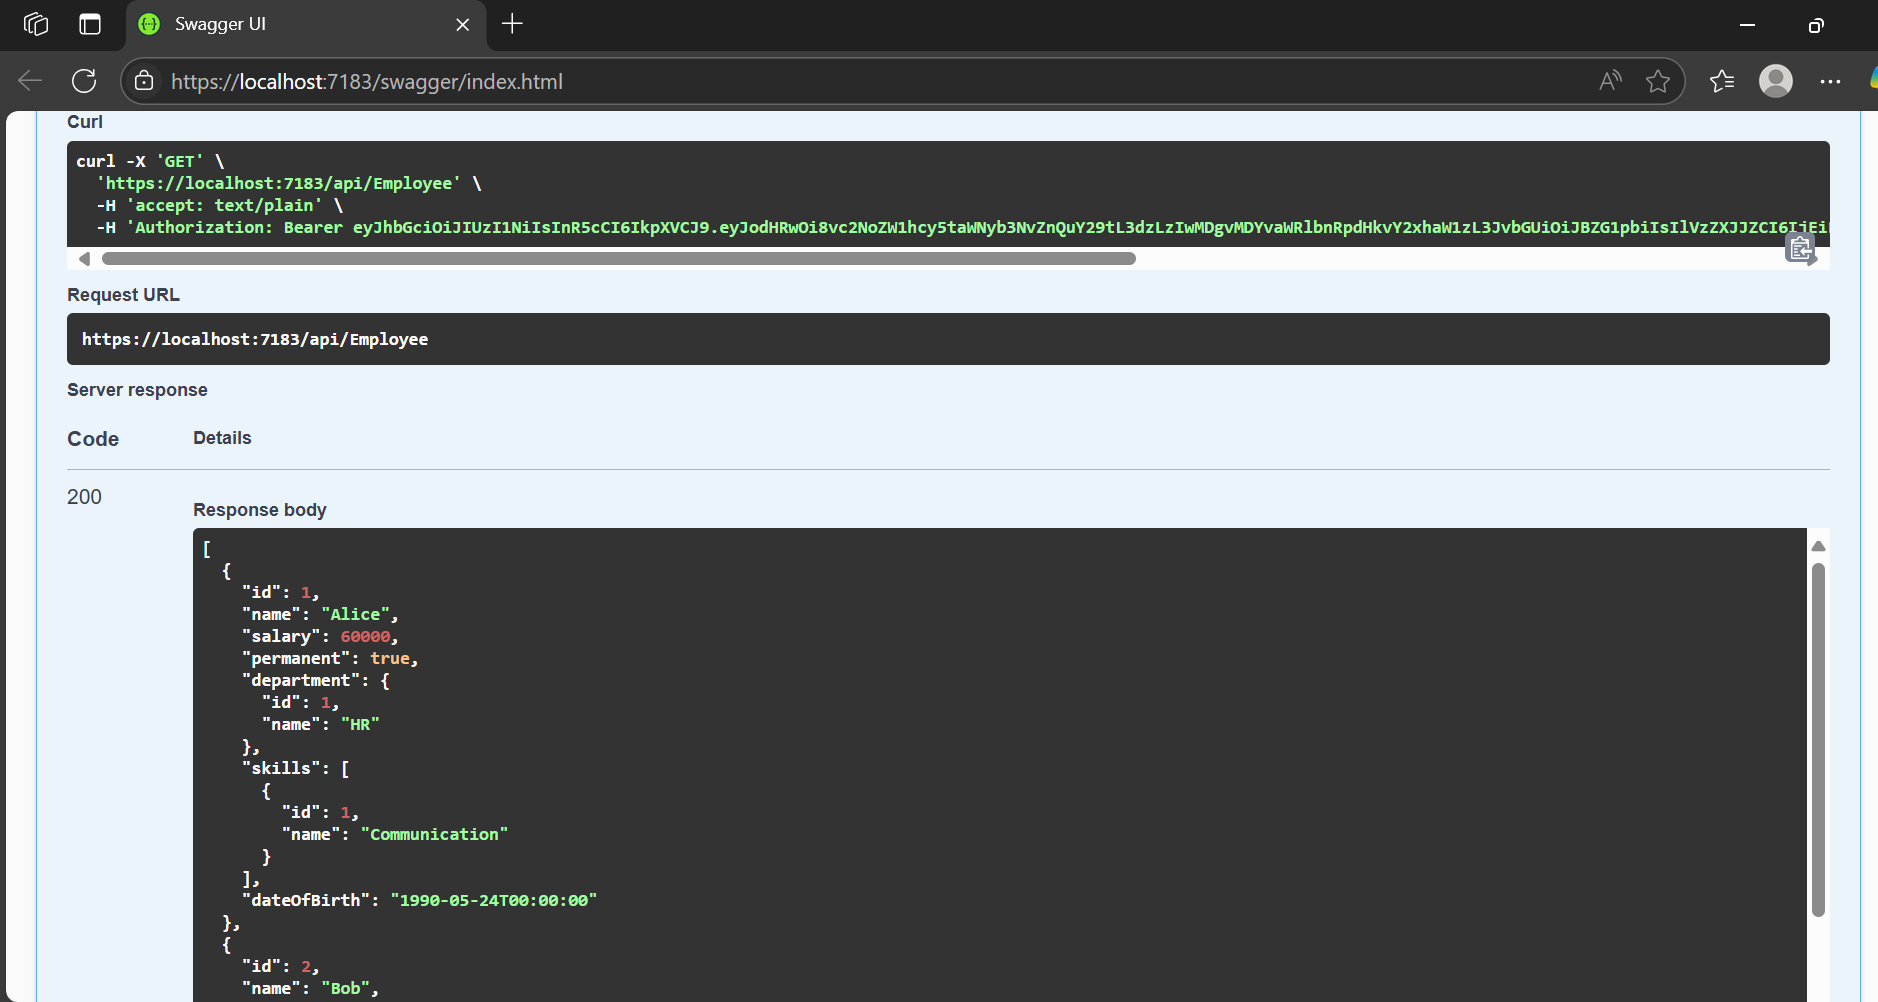 Swagger UI
https://localhost:7183/swagger/index.html
Curl
curl -X 'GET' \
'https://localhost:7183/api/Employee' \
-H 'accept: text/plain' \
-H 'Authorization: Bearer eyJhbGciOiJIUzI1NiIsInR5cCI6IkpXVCJ9.eyJodHRwOi8vc2NoZW1hcy5taWNyb3NvZnQuY29tL3dzLzIwMDgvMDYvaWRlbnRpdHkvY2xhaW1zL3JvbGUiOiJBZG1pbiIsIlVzZXJJZCI6IjEi
Request URL
https://localhost:7183/api/Employee
Server response
Code
Details
200
Response body
[
{
"id": 1,
"name": "Alice",
"salary": 60000,
"permanent": true,
"department": {
"id": 1,
"name": "HR"
},
"skills": [
{
"id": 1,
"name": "Communication"
}
],
"dateOfBirth": "1990-05-24T00:00:00"
},
{
"id": 2,
"name": "Bob",